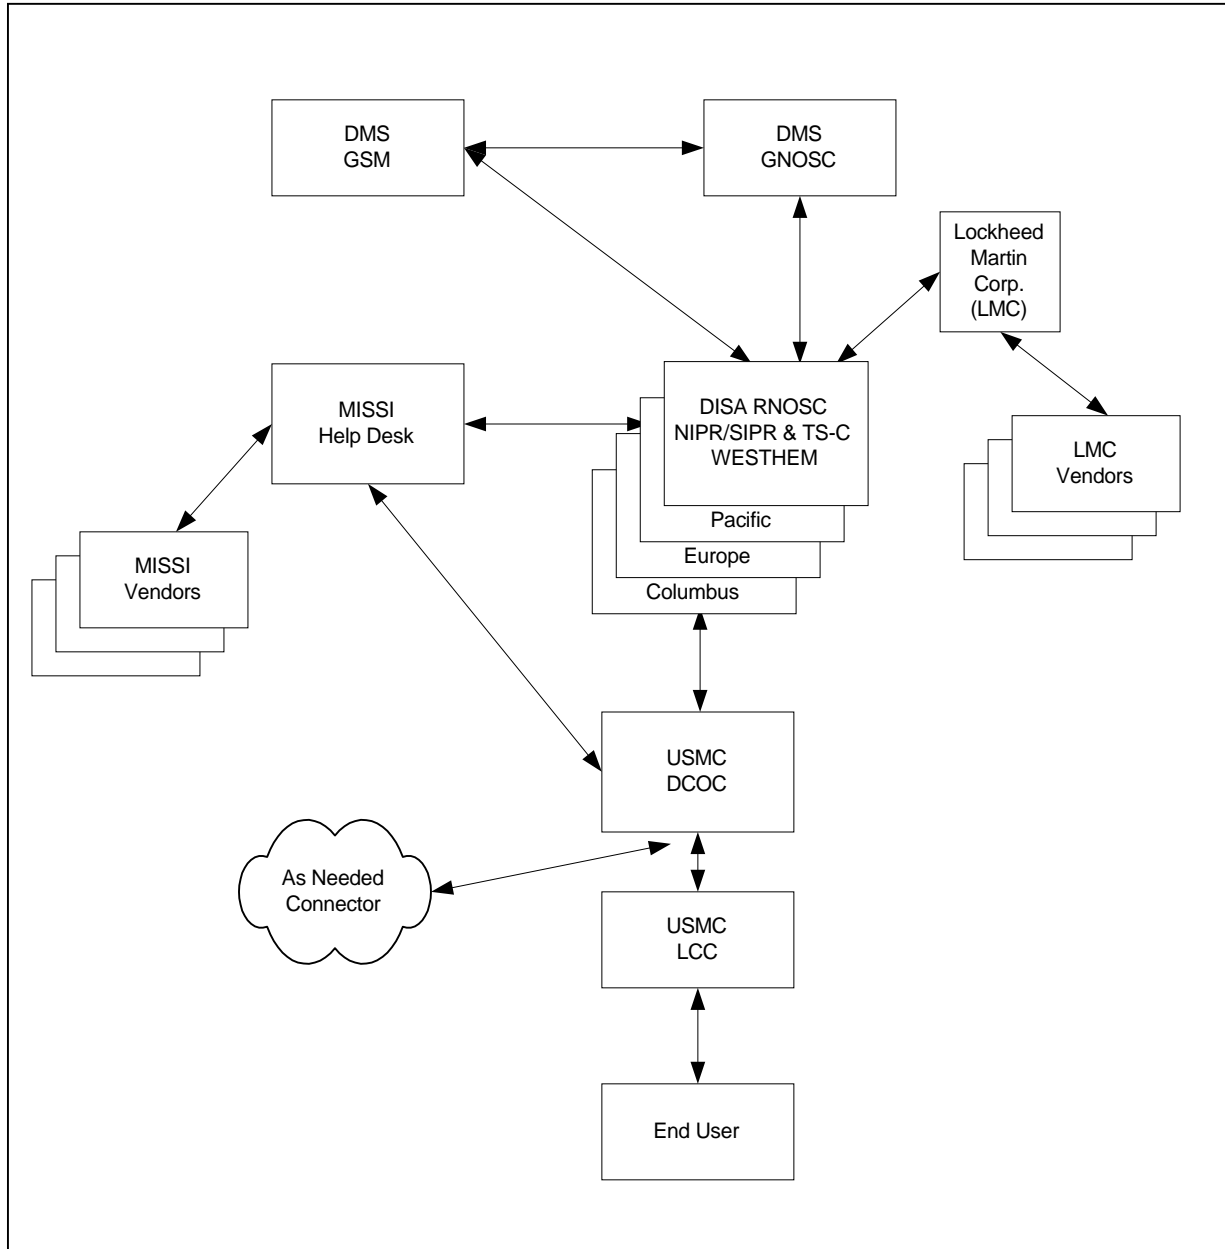 DMS
GSM
DMS
GNOSC
Lockheed
Martin
Corp.
(LMC)
MISSI
Help Desk
DISA RNOSC
NIPR/SIPR & TS-C
WESTHEM
Pacific
Europe
Columbus
LMC
Vendors
MISSI
Vendors
USMC
DCOC
As Needed
Connector
USMC
LCC
End User